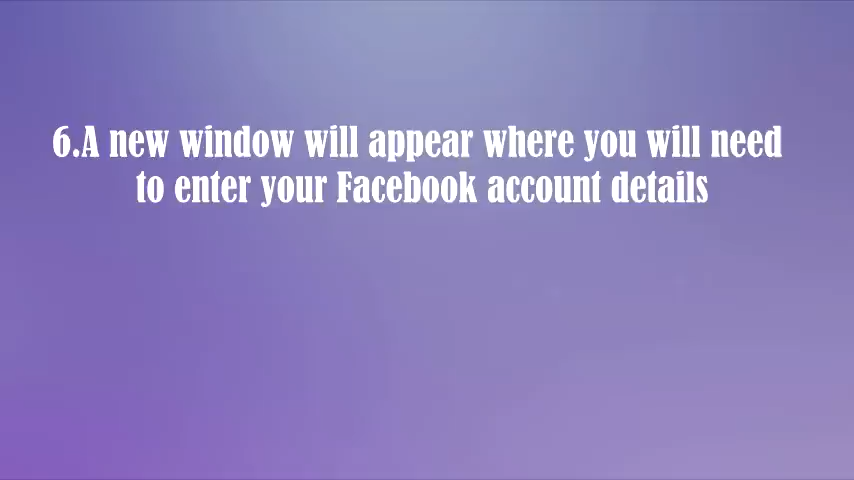 6.A new window will appear where you will need
to enter your Facebook account details